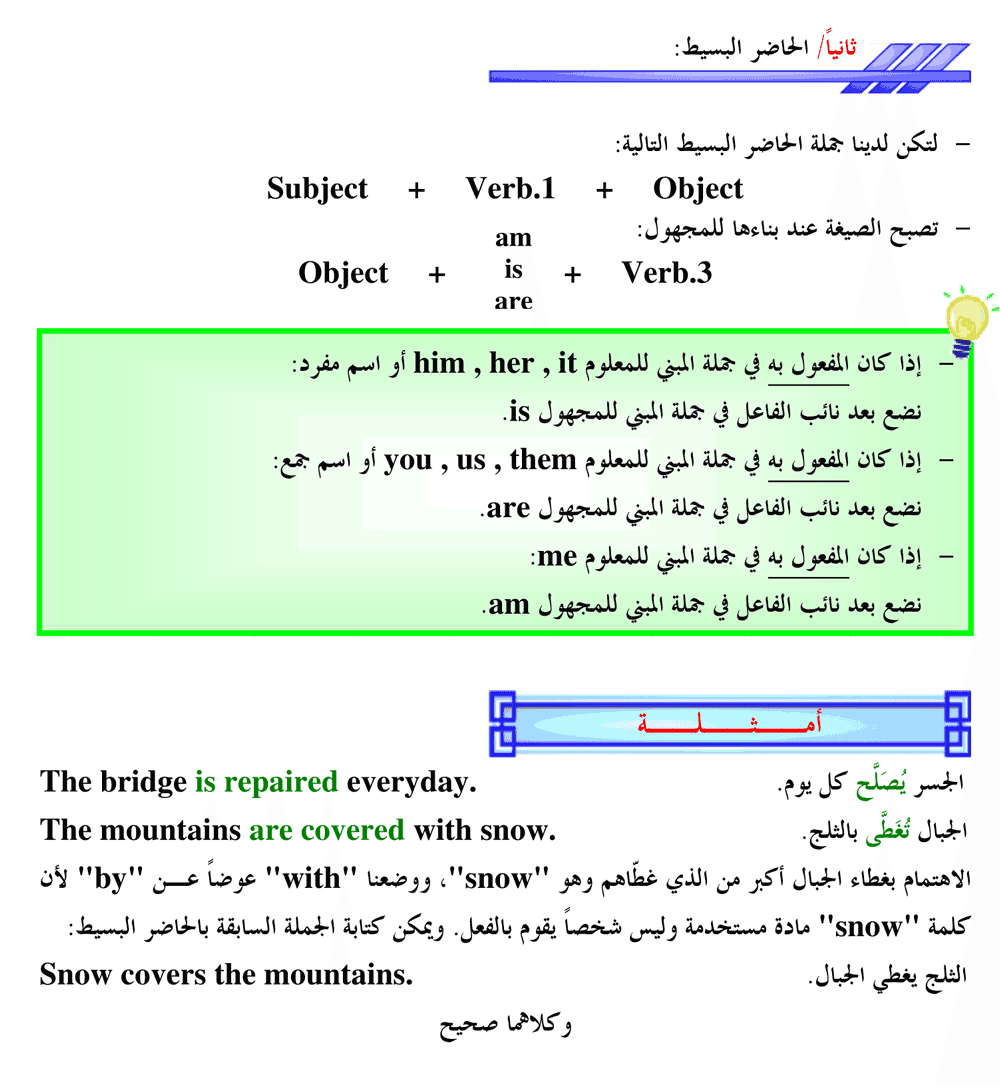 ثانياً/ الحاضر البسيط:
– لتكن لدينا جملة الحاضر البسيط التالية:
Subject + Verb.1 + Object
– تصبح الصيغة عند بناءها للمجهول:
am
Object + is + Verb.3
are
– إذا كان المفعول به في جملة المبني للمعلوم him , her , it أو اسم مفرد:
نضع بعد نائب الفاعل في جملة المبني للمجهول is.
– إذا كان المفعول به في جملة المبني للمعلوم you , us , them أو اسم جمع:
نضع بعد نائب الفاعل في جملة المبني للمجهول are.
– إذا كان المفعول به في جملة المبني للمعلوم me:
نضع بعد نائب الفاعل في جملة المبني للمجهول am.
أمـــثـــلـــة
The bridge is repaired everyday. الجسر يُصَلَّح كل يوم.
The mountains are covered with snow. الجبال تُغَطَّى بالثلج.
الاهتمام بغطاء الجبال أكبر من الذي غطّاهم وهو "snow"، ووضعنا "with" عوضاً عـــن "by" لأن
كلمة "snow" مادة مستخدمة وليس شخصاً يقوم بالفعل. ويمكن كتابة الجملة السابقة بالحاضر البسيط:
Snow covers the mountains. الثلج يغطي الجبال.
وكلاهما صحيح